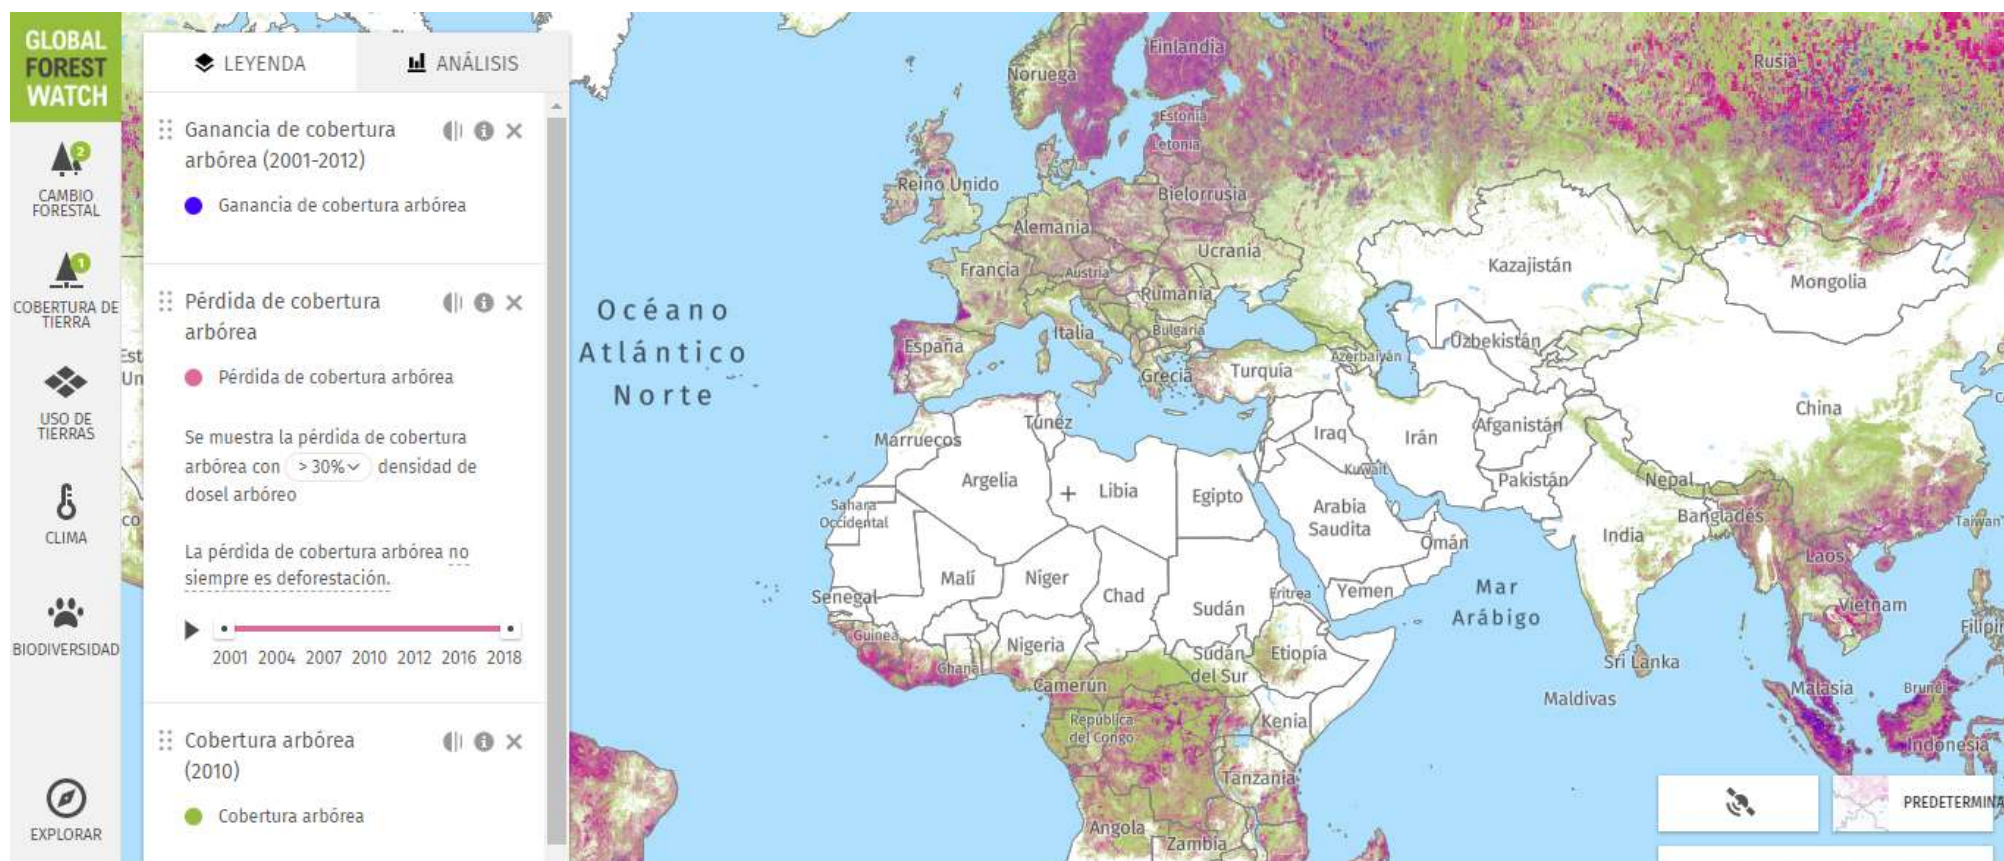 GLOBAL
FOREST
WATCH
2
CAMBIO
FORESTAL
1
COBERTURA DE
TIERRA
USO DE
TIERRAS
CLIMA
BIODIVERSIDAD
EXPLORAR
LEYENDA
ANÁLISIS
Ganancia de cobertura
arbórea (2001-2012)
Ganancia de cobertura arbórea
Pérdida de cobertura
arbórea
Pérdida de cobertura arbórea
Se muestra la pérdida de cobertura
arbórea con > 30% densidad de
dosel arbóreo
La pérdida de cobertura arbórea no
siempre es deforestación.
2001 2004 2007 2010 2012 2016 2018
Cobertura arbórea
(2010)
Cobertura arbórea
Est
Un
co
Océano
Atlántico
Norte
Noruega
Finlandia
Rusia
Estonia
Letonia
Reino Unido
Bielorrusia
Alemania
Ucrania
Francia
Austria
Kazajistán
Mongolia
Rumania
Italia
Bulgaria
España
Uzbekistán
Azerbaiyán
Grecia
Turquía
China
Túnez
Marruecos
Iraq
Irán
Afganistán
Kuwait
Argelia
Libia
Egipto
Pakistán
Nepal
Sahara
Occidental
Arabia
Saudita
Bangladés
Taiwan
India
Omán
Laos
Malí
Níger
Chad
Sudán
Eritrea
Yemen
Mar
Arábigo
Senegal
Vietnam
Guinea
Filipin
Nigeria
Ghana
Sudán
del Sur
Etiopía
Sri Lanka
Camerún
Maldivas
Malasia
Brunéi
República
del Congo
Kenia
Indonesia
Tanzania
Angola
Zambia
PREDETERMINA